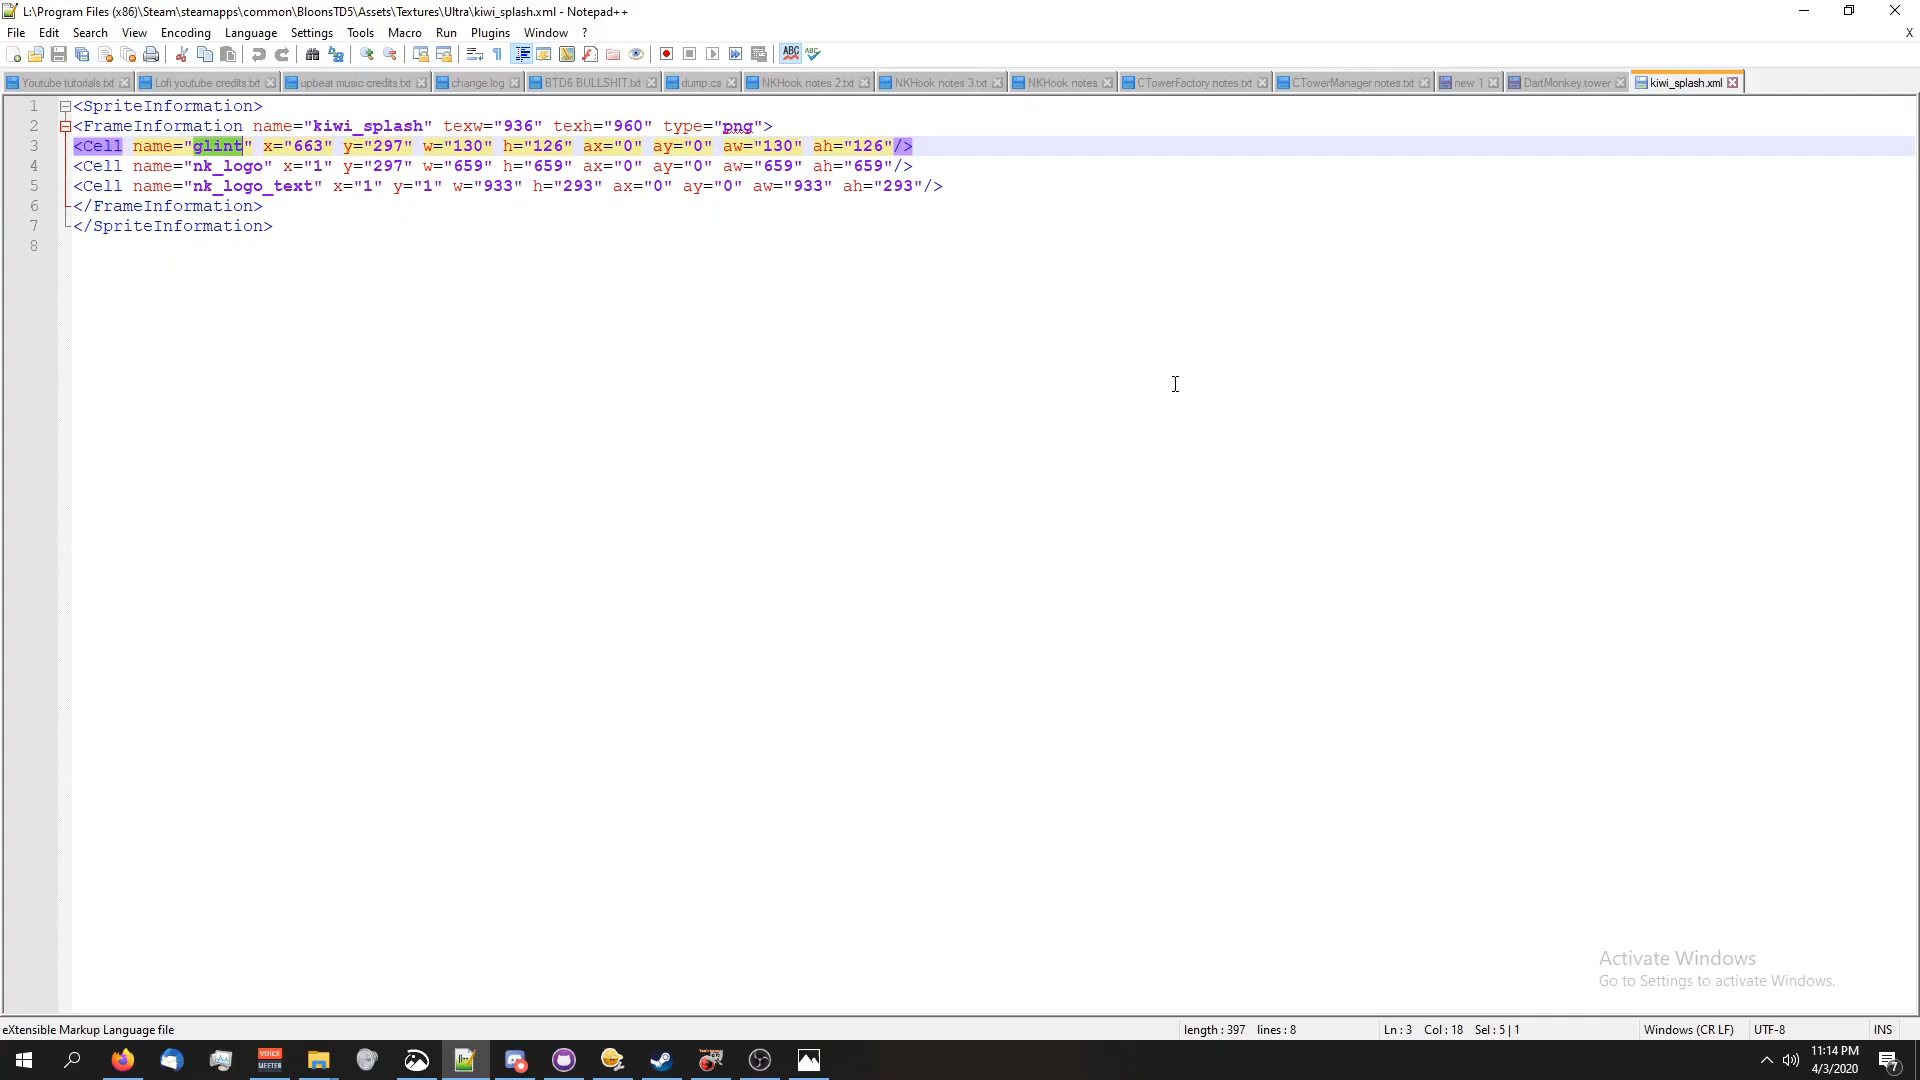 L:\Program Files (x86)\Steam\steamapps\common\BloonsTD5\Assets\Textures\Ultra\kiwi_splash.xml - Notepad++
File Edit Search View Encoding Language Settings Tools Macro Run Plugins Window ? X
Youtube tutorials.txt Lofi youtube credits.txt upbeat music credits.txt change.log BTD6 BULLSHIT.txt dump.cs NKHook notes 2.txt NKHook notes 3.txt NKHook notes CTowerFactory notes.txt CTowerManager notes.txt new 1 DartMonkey.tower kiwi_splash.xml
1 <SpriteInformation>
2 <FrameInformation name="kiwi_splash" texw="936" texh="960" type="png">
3 <Cell name="glint" x="663" y="297" w="130" h="126" ax="0" ay="0" aw="130" ah="126"/>
4 <Cell name="nk_logo" x="1" y="297" w="659" h="659" ax="0" ay="0" aw="659" ah="659"/>
5 <Cell name="nk_logo_text" x="1" y="1" w="933" h="293" ax="0" ay="0" aw="933" ah="293"/>
6 </FrameInformation>
7 </SpriteInformation>
8
Activate Windows
Go to Settings to activate Windows.
eXtensible Markup Language file length : 397 lines : 8 Ln : 3 Col : 18 Sel : 5 | 1 Windows (CR LF) UTF-8 INS
VOICE
MEETER
11:14 PM
4/3/2020
7